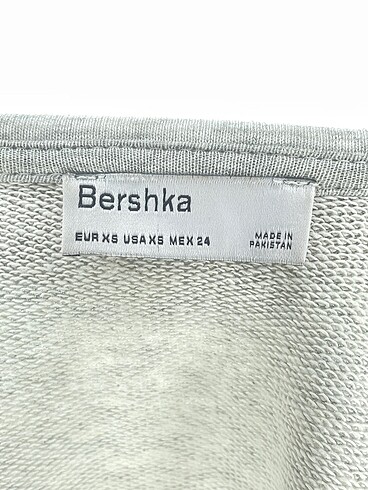 Bershka
EUR XS USA XS MEX 24
MADE IN
PAKISTAN